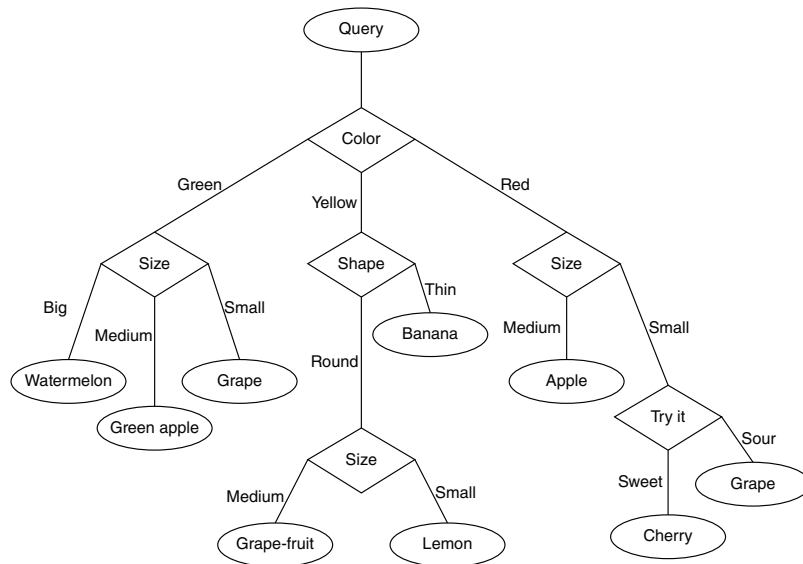 Query
Color
Green
Yellow
Red
Size
Shape
Size
Big
Medium
Small
Thin
Medium
Small
Banana
Round
Watermelon
Grape
Apple
Green apple
Try it
Sour
Size
Sweet
Grape
Medium
Small
Grape-fruit
Lemon
Cherry